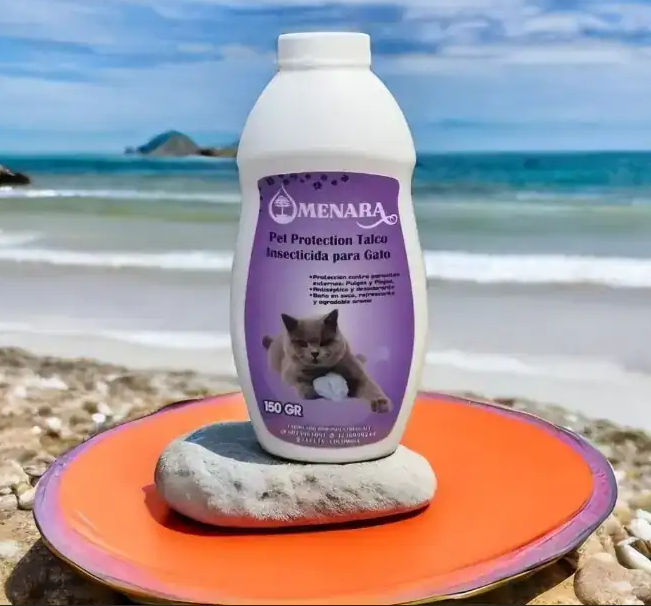 MENARA
Pet Protection Talco
Insecticida para Gato
•Protección contra parásitos
externos: Pulgas y Piojos.
•Antiséptico y desodorante
•Baño en seco, refrescante
y agradable aroma
150 GR